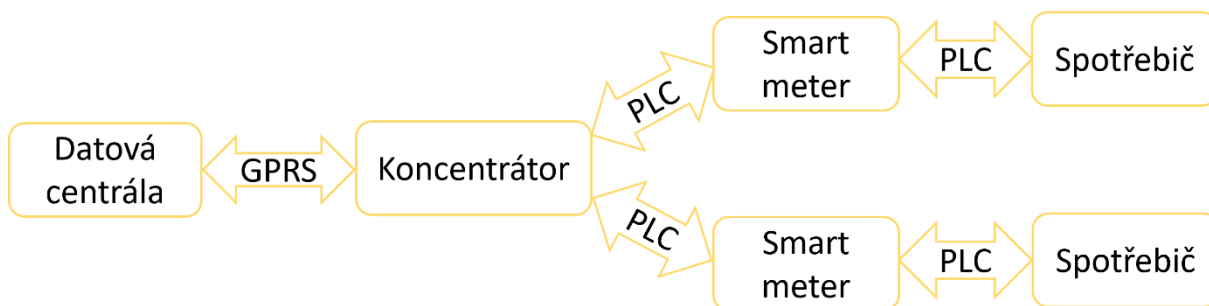 Datová
centrála
GPRS
Koncentrátor
PLC
Smart
meter
PLC
Spotřebič
PLC
Smart
meter
PLC
Spotřebič